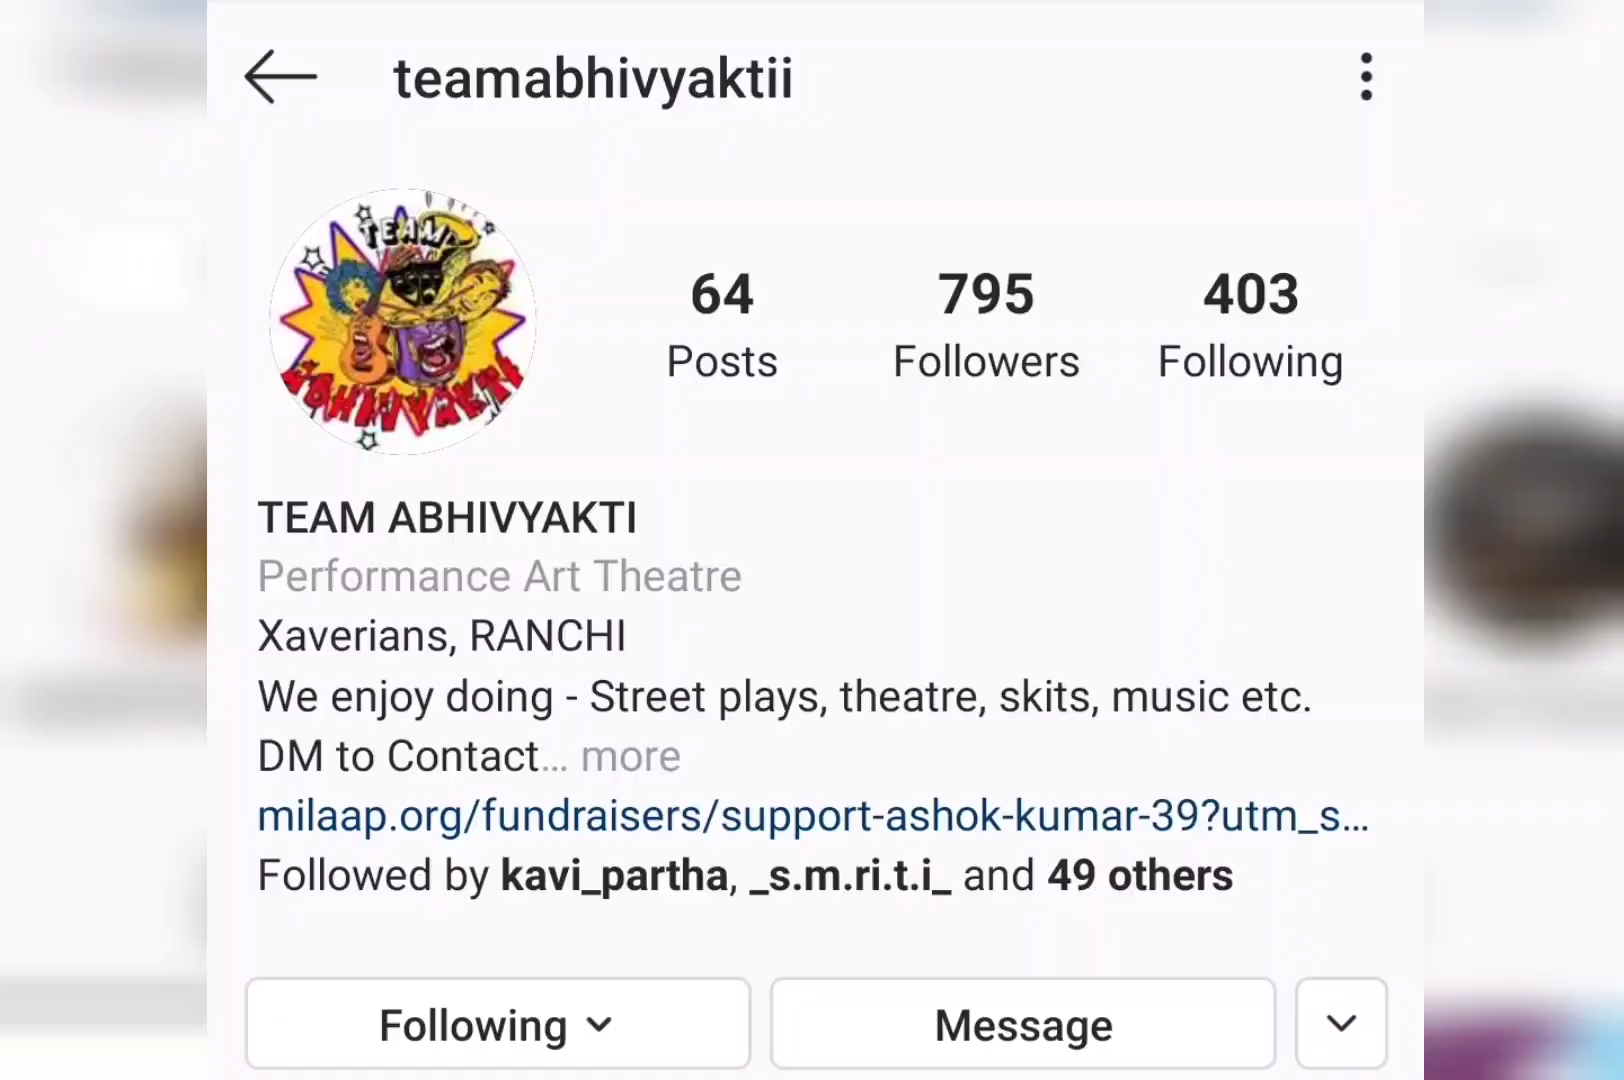 teamabhivyaktii
TEAM
ABHIVYAKTI
64
795
403
Posts
Followers
Following
TEAM ABHIVYAKTI
Performance Art Theatre
Xaverians, RANCHI
We enjoy doing - Street plays, theatre, skits, music etc.
DM to Contact... more
milaap.org/fundraisers/support-ashok-kumar-39?utm_s...
Followed by kavi_partha, _s.m.ri.t.i_ and 49 others
Following
Message